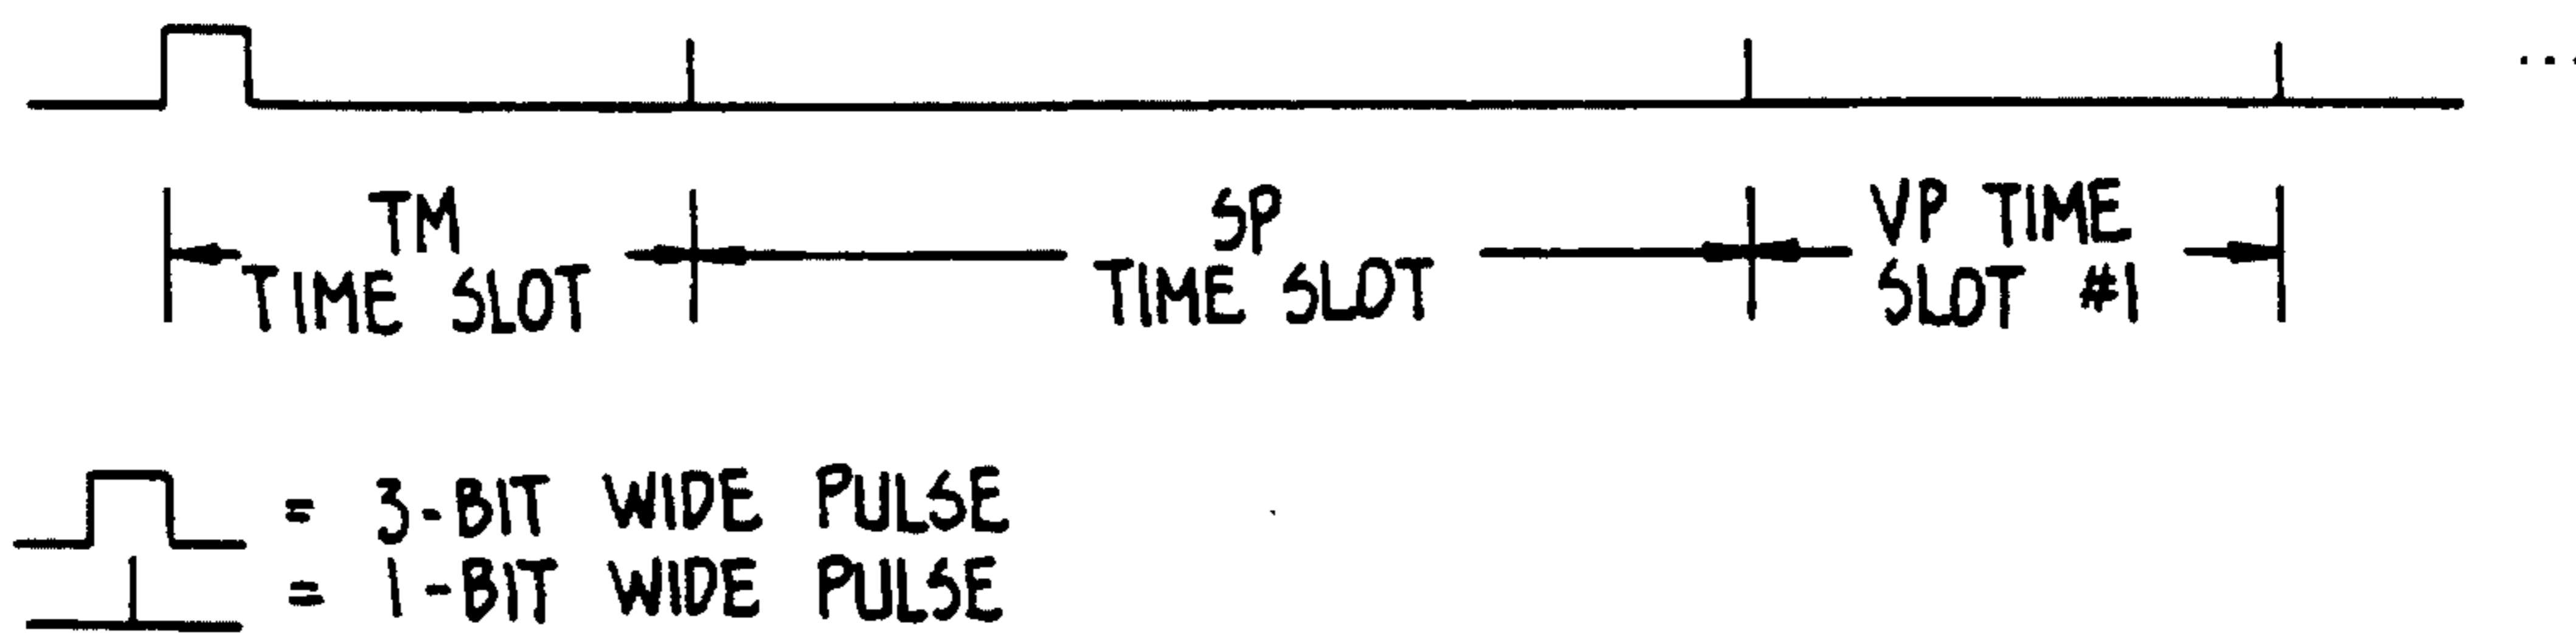 ...
TM
TIME SLOT
SP
TIME SLOT
VP TIME
SLOT #1
= 3-BIT WIDE PULSE
= 1-BIT WIDE PULSE